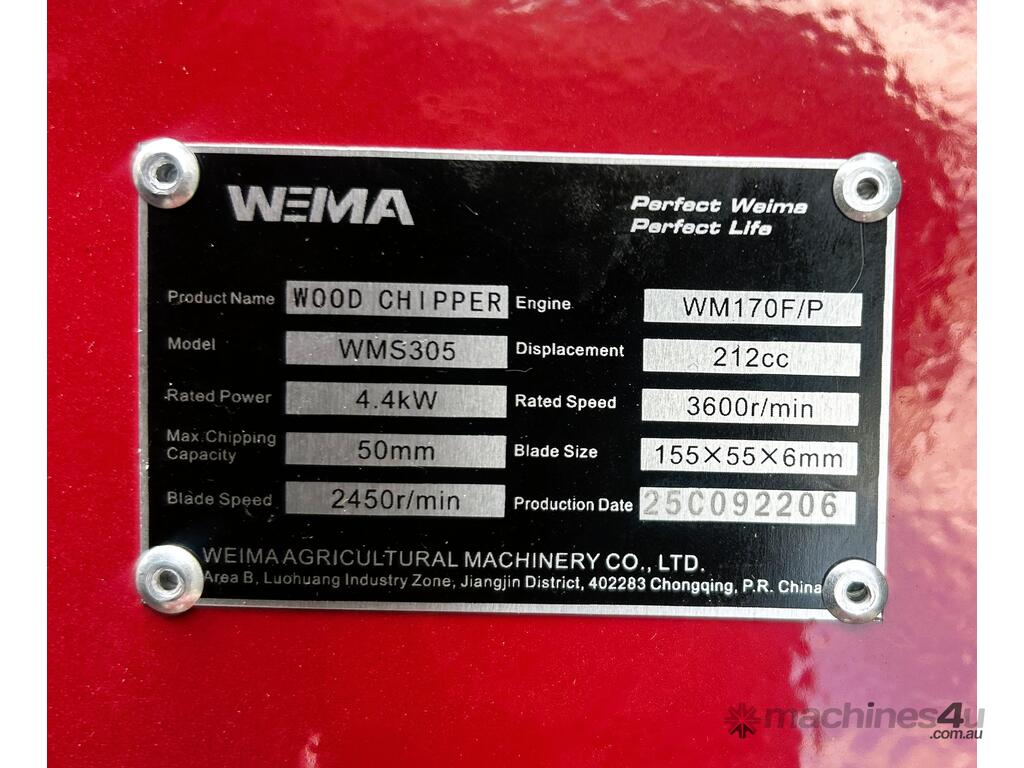 WEIMA
Perfect Weima
Perfect Life
Product Name WOOD CHIPPER Engine WM170F/P
Model WMS305 Displacement 212cc
Rated Power 4.4kW Rated Speed 3600r/min
Max.Chipping
Capacity 50mm Blade Size 155×55×6mm
Blade Speed 2450r/min Production Date 25C092206
WEIMA AGRICULTURAL MACHINERY CO., LTD.
Area B, Luohuang Industry Zone, Jiangjin District, 402283 Chongqing, P.R. China
machines4u
.com.au